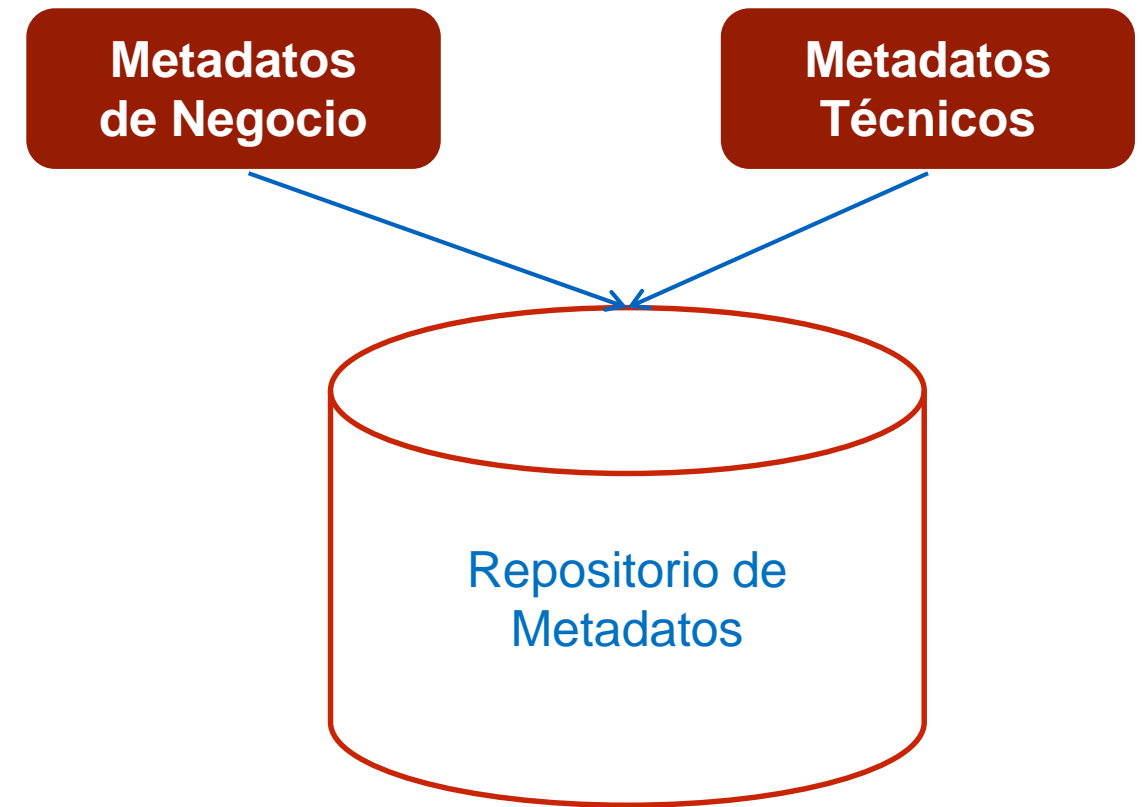 Metadatos
de Negocio
Metadatos
Técnicos
Repositorio de
Metadatos